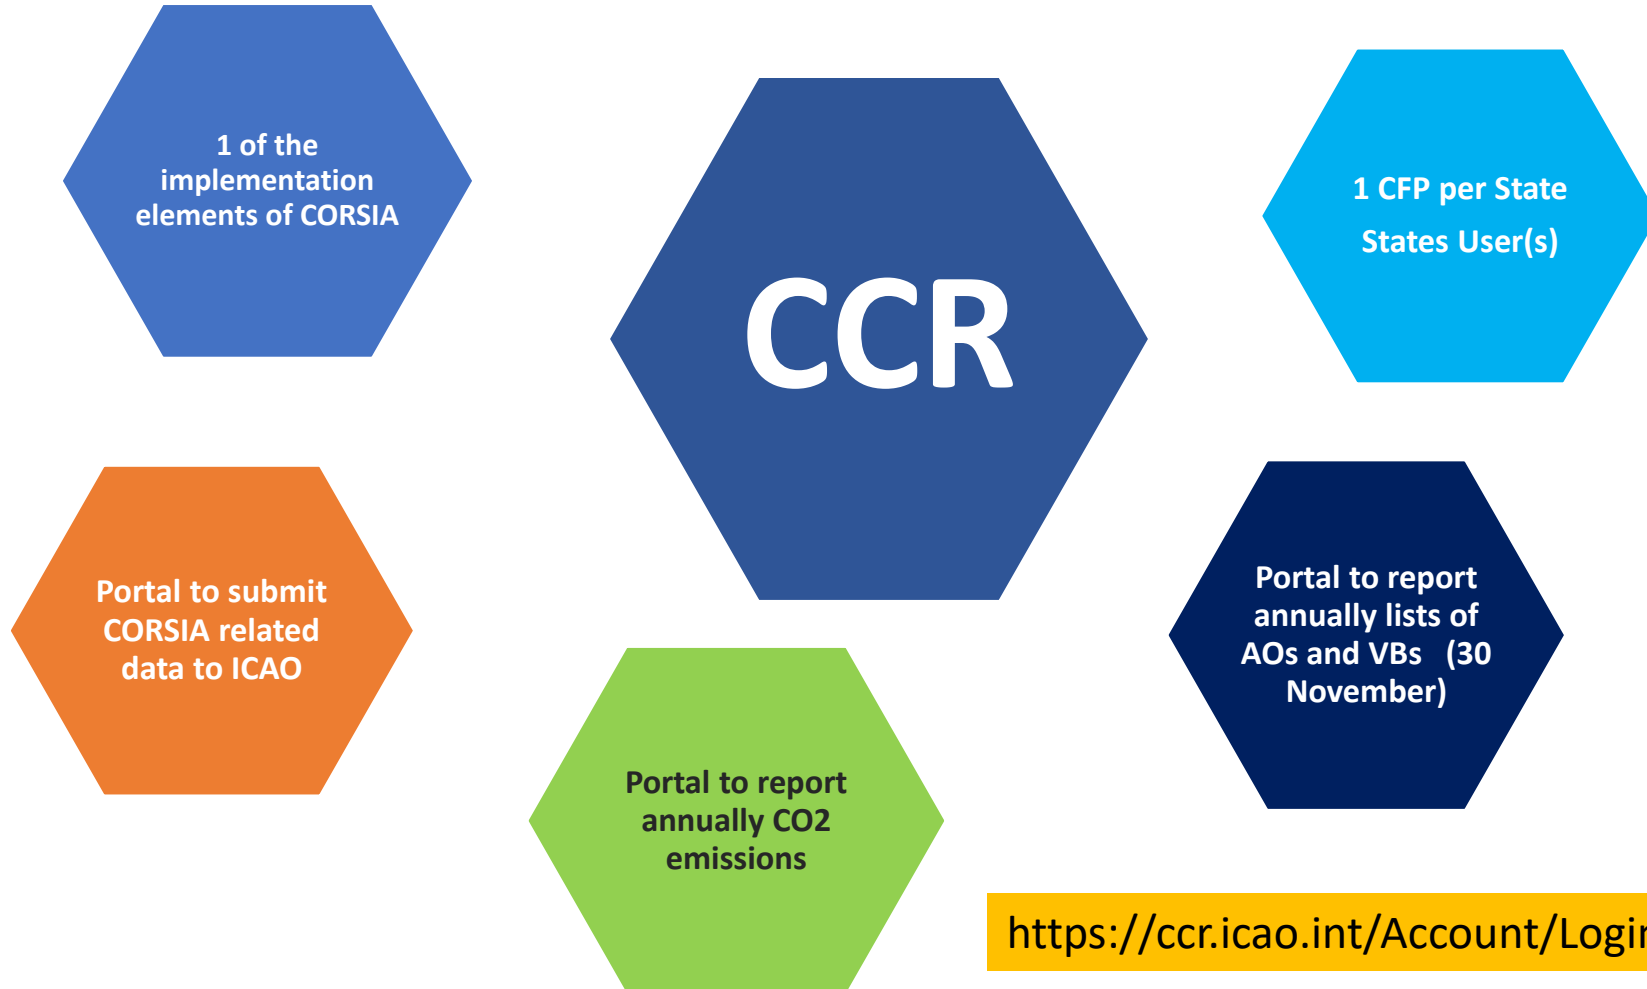 1 of the
implementation
elements of CORSIA
CCR
1 CFP per State
States User(s)
Portal to submit
CORSIA related
data to ICAO
Portal to report
annually CO2
emissions
Portal to report
annually lists of
AOs and VBs (30
November)
https://ccr.icao.int/Account/Login